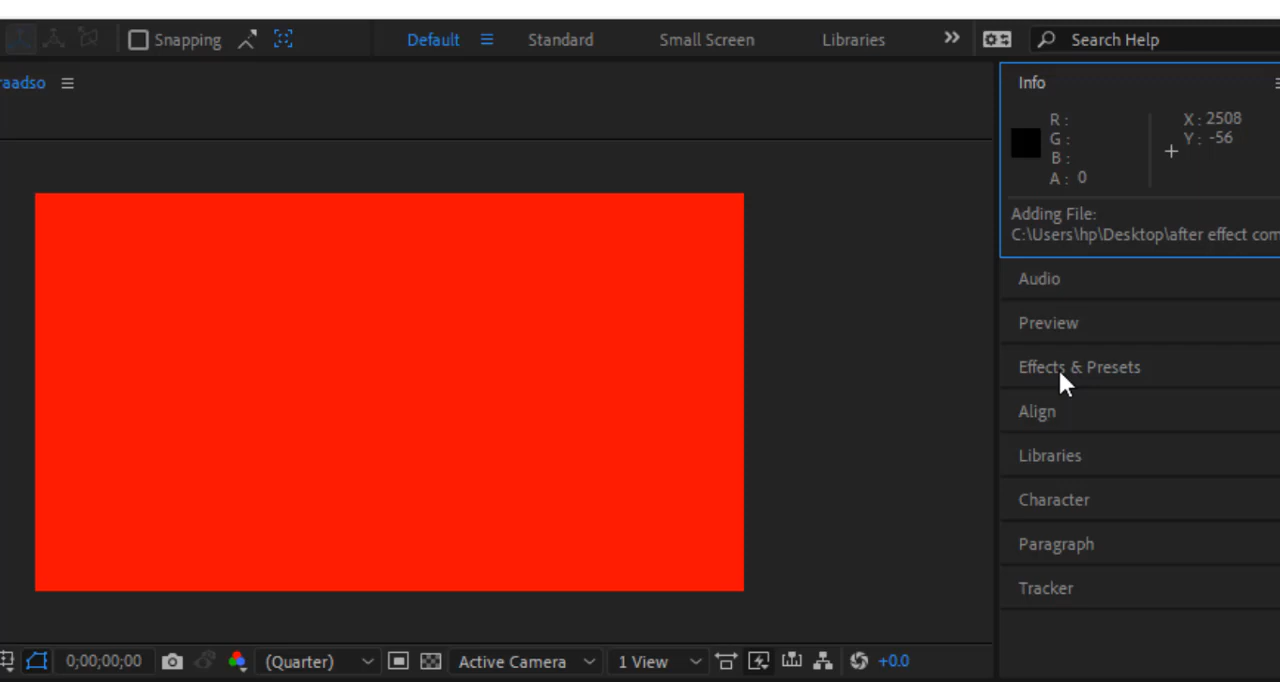 Snapping Default Standard Small Screen Libraries Search Help
raadso
Info
R :
G :
B :
A : 0
X : 2508
Y : -56
Adding File:
C:\Users\hp\Desktop\after effect com
Audio
Preview
Effects & Presets
Align
Libraries
Character
Paragraph
Tracker
0;00;00;00 (Quarter) Active Camera 1 View +0.0